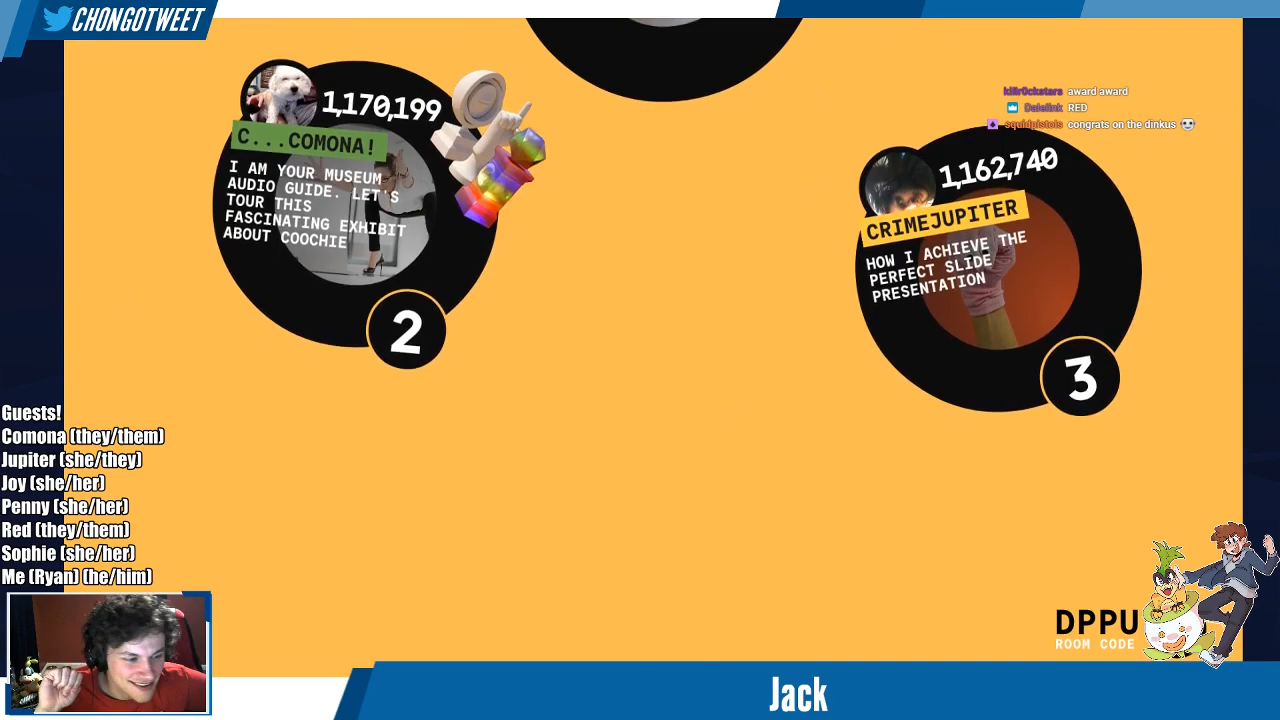 CHONGOTWEET
1,170,199
C...COMONA!
I AM YOUR MUSEUM
AUDIO GUIDE. LET'S
TOUR THIS
FASCINATING EXHIBIT
ABOUT COOCHIE
2
killr0ckstars award award
Dalelink RED
squidpistols congrats on the dinkus
1,162,740
CRIMEJUPITER
HOW I ACHIEVE THE
PERFECT SLIDE
PRESENTATION
3
Guests!
Comona (they/them)
Jupiter (she/they)
Joy (she/her)
Penny (she/her)
Red (they/them)
Sophie (she/her)
Me (Ryan) (he/him)
DPPU
ROOM CODE
Jack